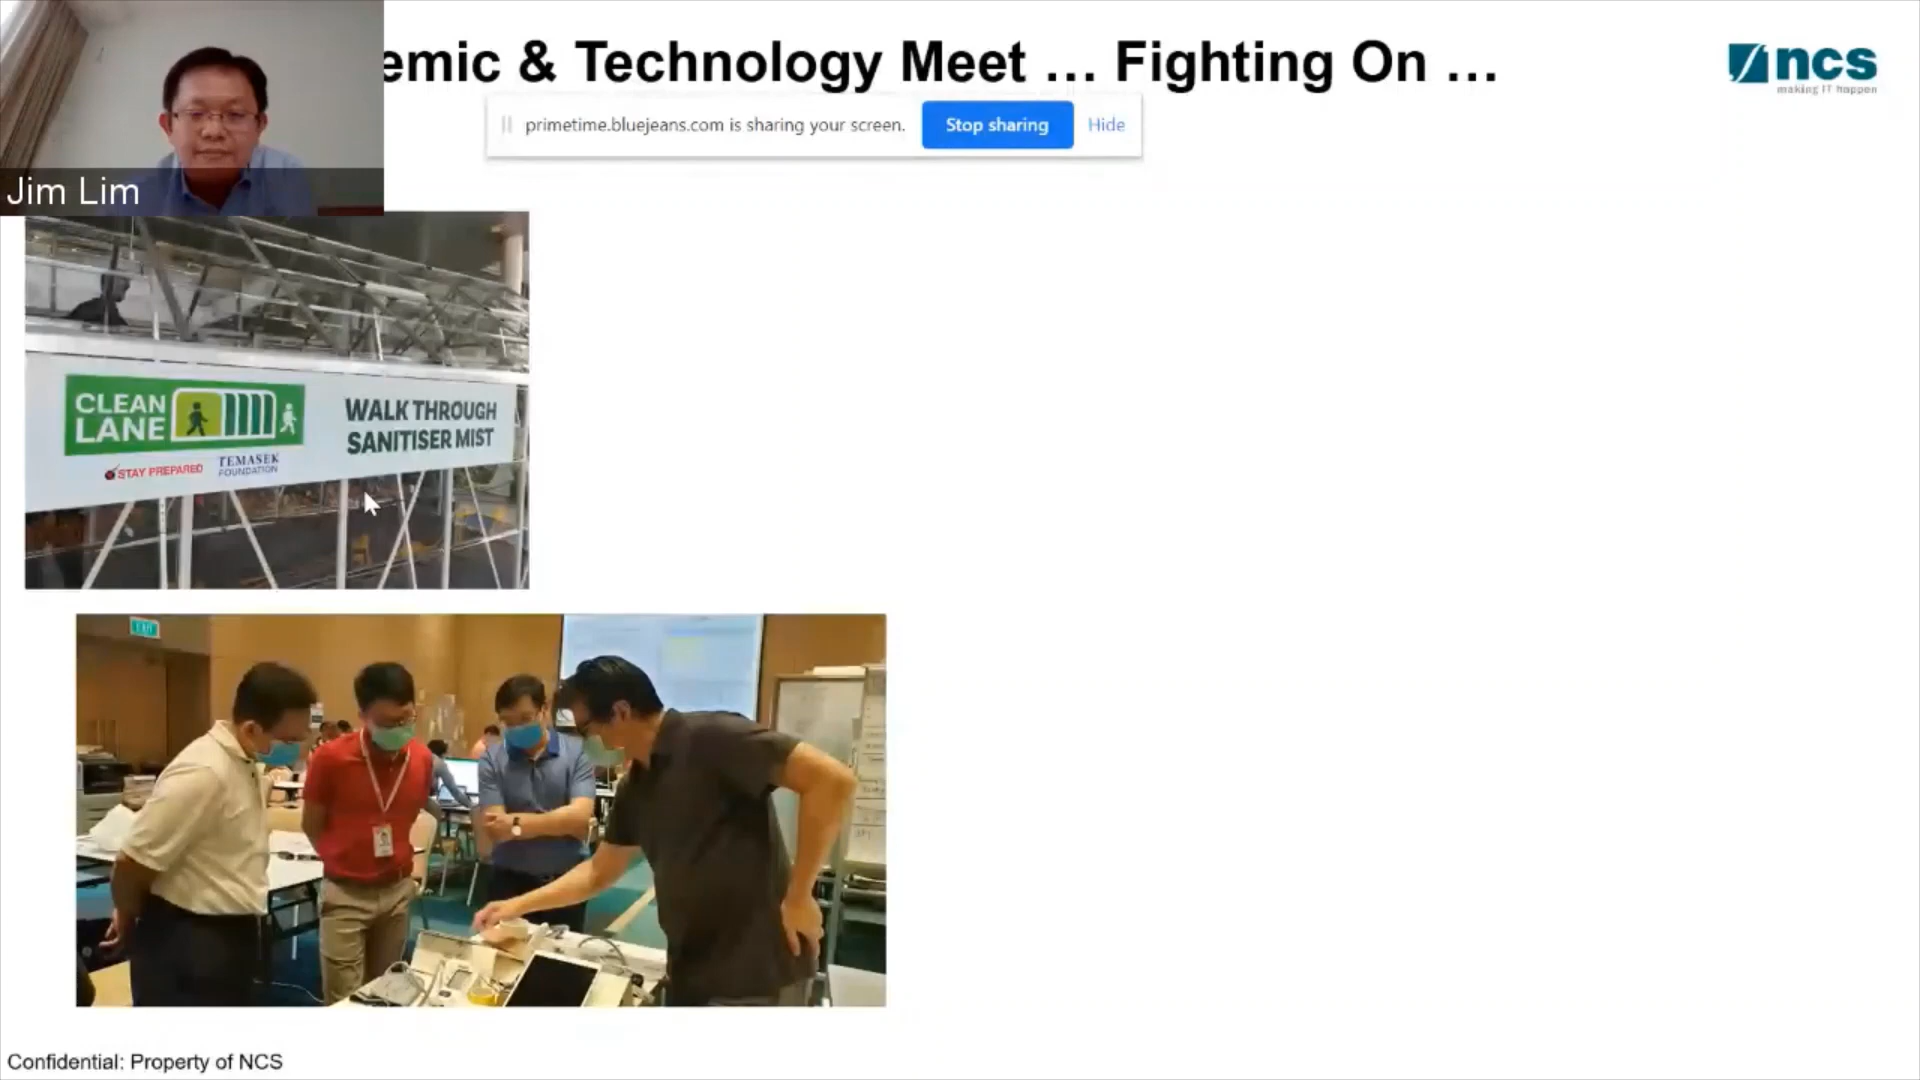 emic & Technology Meet ... Fighting On ...
ncs
making IT happen
primetime.bluejeans.com is sharing your screen.
Stop sharing
Hide
Jim Lim
CLEAN
LANE
WALK THROUGH
SANITISER MIST
STAY PREPARED
TEMASEK
FOUNDATION
EXIT
Confidential: Property of NCS